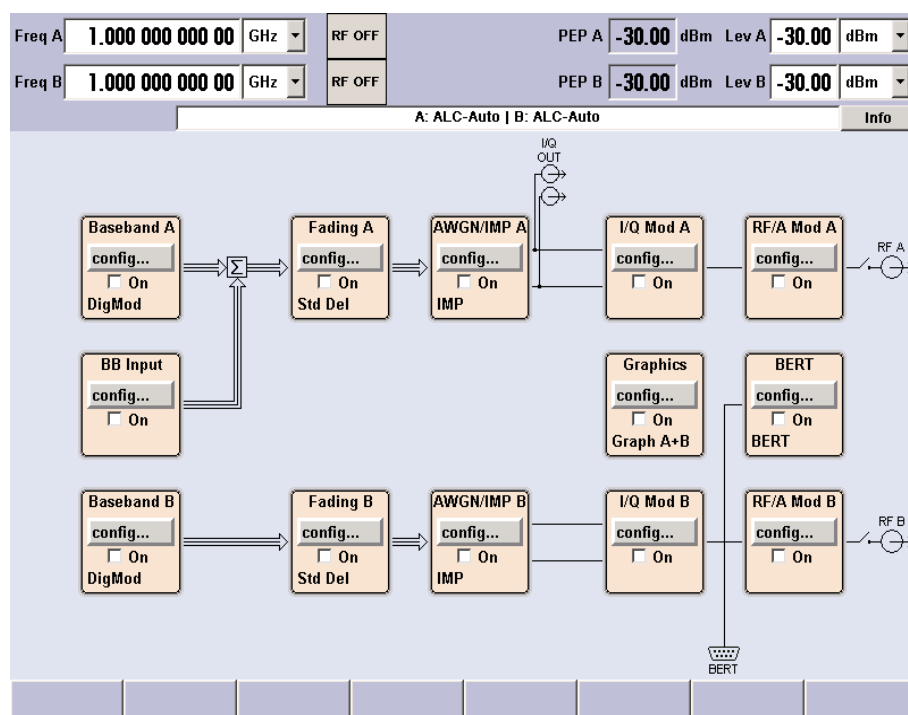 Freq A 1.000 000 000 00 GHz RF OFF PEP A -30.00 dBm Lev A -30.00 dBm
Freq B 1.000 000 000 00 GHz RF OFF PEP B -30.00 dBm Lev B -30.00 dBm
A: ALC-Auto | B: ALC-Auto Info
I/Q
OUT
Baseband A Fading A AWGN/IMP A I/Q Mod A RF/A Mod A
config... config... config... config... config... RF A
Σ
On On On On On
DigMod Std Del IMP
BB Input Graphics BERT
config... config... config...
On On On
Graph A+B BERT
Baseband B Fading B AWGN/IMP B I/Q Mod B RF/A Mod B
config... config... config... config... config... RF B
On On On On On
DigMod Std Del IMP
BERT